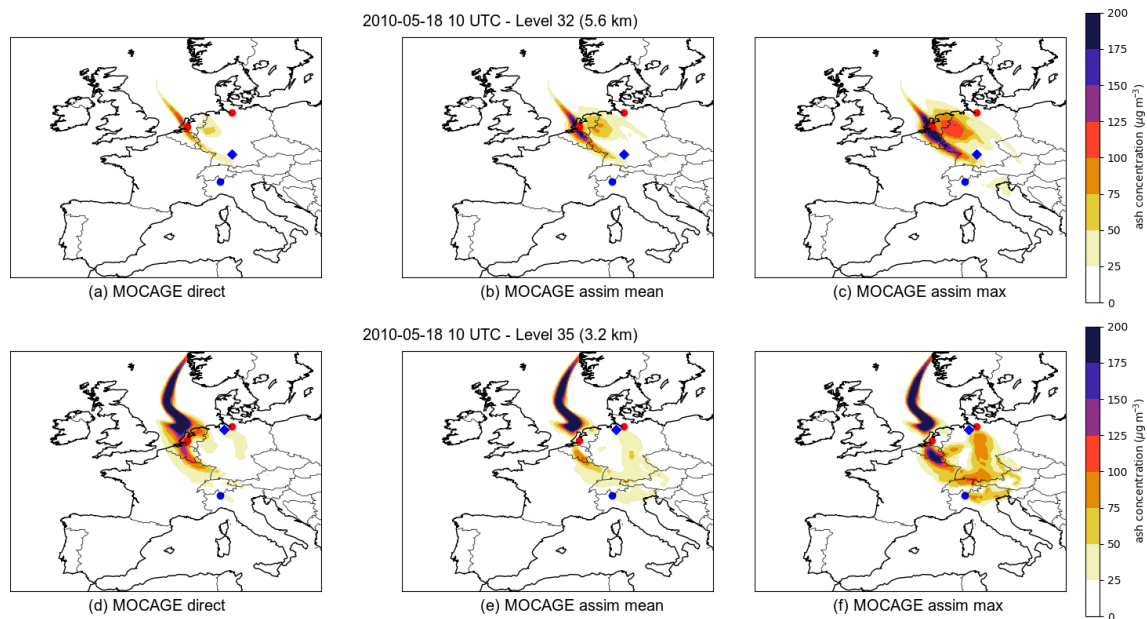 2010-05-18 10 UTC - Level 32 (5.6 km)
(a) MOCAGE direct
(b) MOCAGE assim mean
(c) MOCAGE assim max
200
175
150
125
100
75
50
25
0
ash concentration (µg m⁻³)
2010-05-18 10 UTC - Level 35 (3.2 km)
(d) MOCAGE direct
(e) MOCAGE assim mean
(f) MOCAGE assim max
200
175
150
125
100
75
50
25
0
ash concentration (µg m⁻³)